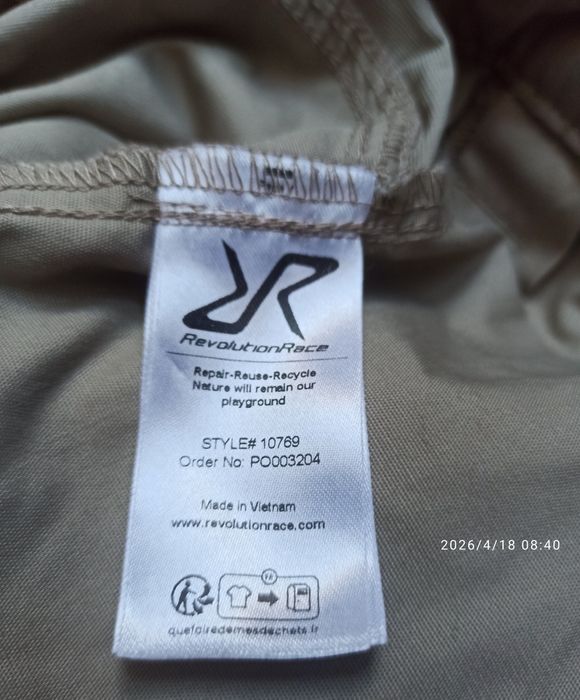 RevolutionRace
Repair-Reuse-Recycle
Nature will remain our
playground
STYLE# 10769
Order No: PO003204
Made in Vietnam
www.revolutionrace.com
FR
quefairedemesdechets.fr
2026/4/18 08:40